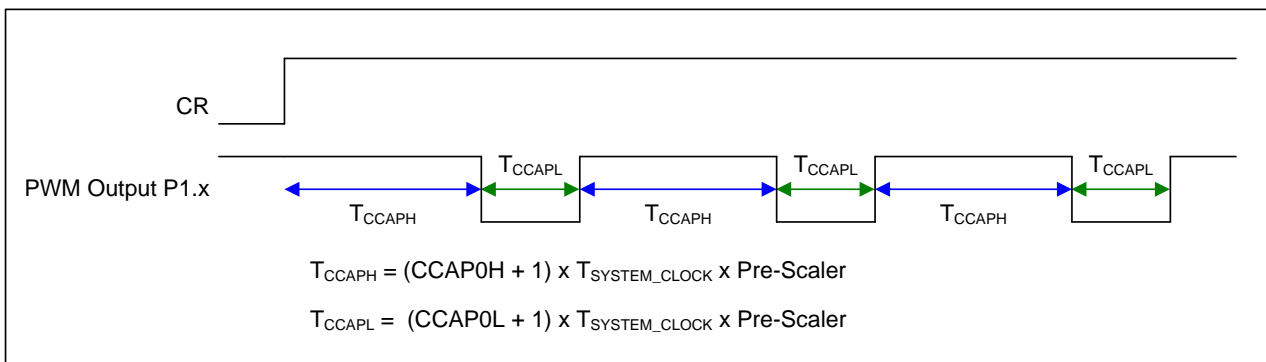 CR
PWM Output P1.x
T_CCAPL T_CCAPL T_CCAPL
T_CCAPH T_CCAPH T_CCAPH
T_CCAPH = (CCAP0H + 1) x T_SYSTEM_CLOCK x Pre-Scaler
T_CCAPL = (CCAP0L + 1) x T_SYSTEM_CLOCK x Pre-Scaler